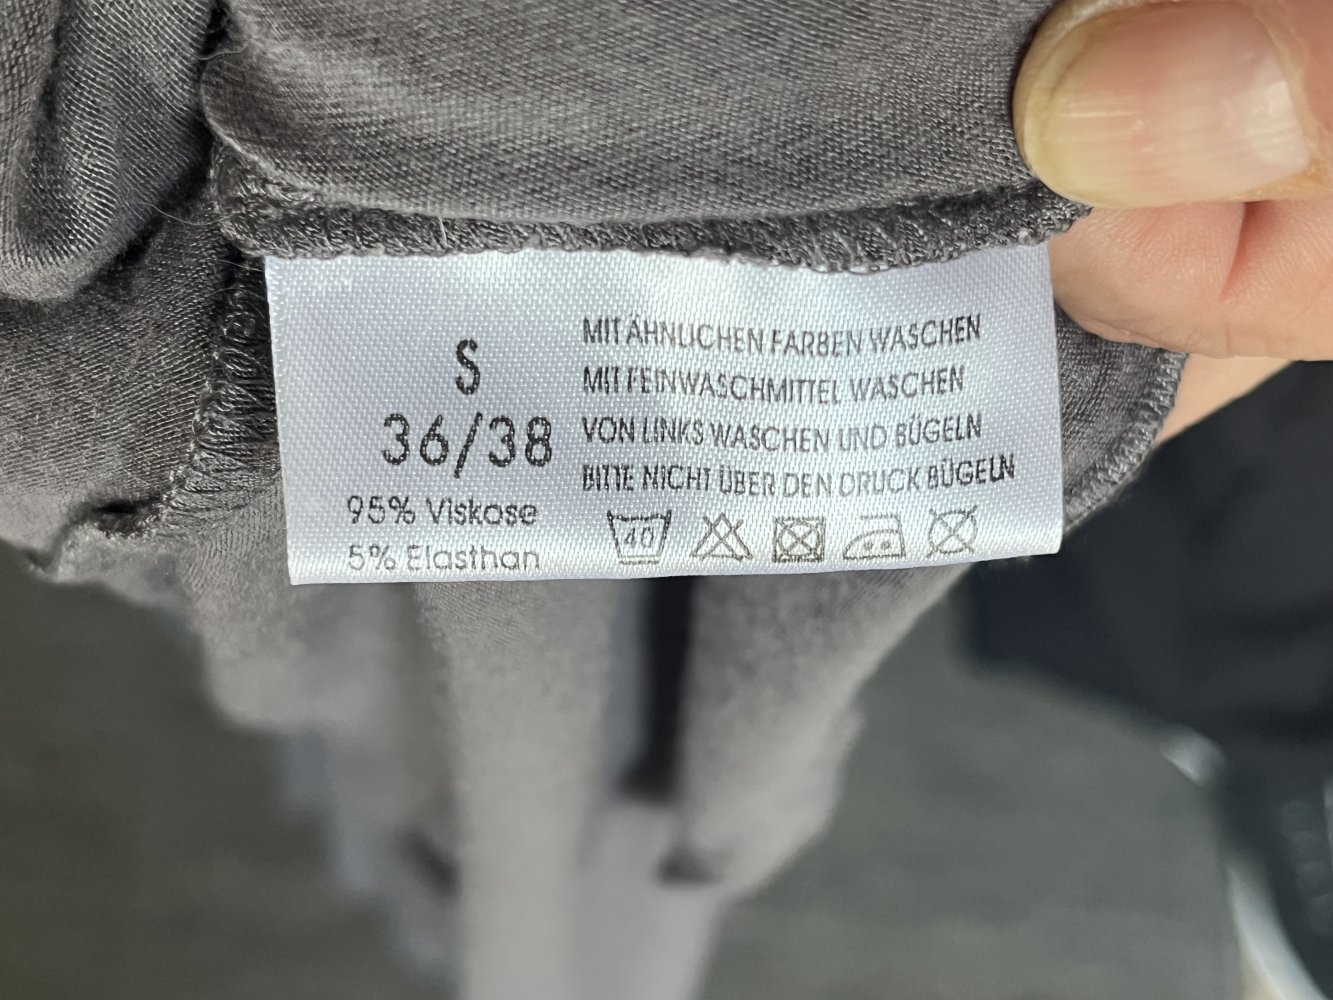 S
36/38
95% Viskose
5% Elasthan
MIT ÄHNLICHEN FARBEN WASCHEN
MIT FEINWASCHMITTEL WASCHEN
VON LINKS WASCHEN UND BÜGELN
BITTE NICHT ÜBER DEN DRUCK BÜGELN
40